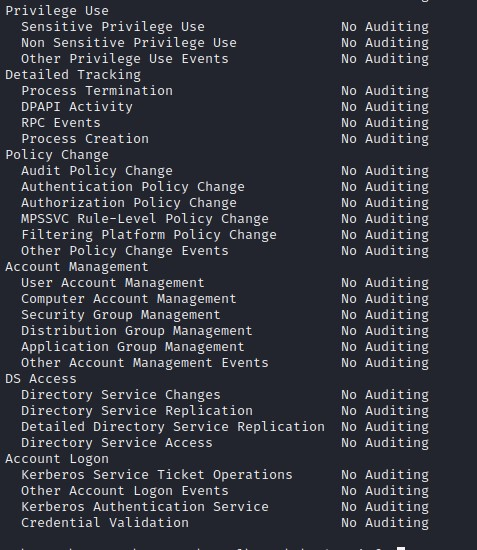 Privilege Use
Sensitive Privilege Use No Auditing
Non Sensitive Privilege Use No Auditing
Other Privilege Use Events No Auditing
Detailed Tracking
Process Termination No Auditing
DPAPI Activity No Auditing
RPC Events No Auditing
Process Creation No Auditing
Policy Change
Audit Policy Change No Auditing
Authentication Policy Change No Auditing
Authorization Policy Change No Auditing
MPSSVC Rule-Level Policy Change No Auditing
Filtering Platform Policy Change No Auditing
Other Policy Change Events No Auditing
Account Management
User Account Management No Auditing
Computer Account Management No Auditing
Security Group Management No Auditing
Distribution Group Management No Auditing
Application Group Management No Auditing
Other Account Management Events No Auditing
DS Access
Directory Service Changes No Auditing
Directory Service Replication No Auditing
Detailed Directory Service Replication No Auditing
Directory Service Access No Auditing
Account Logon
Kerberos Service Ticket Operations No Auditing
Other Account Logon Events No Auditing
Kerberos Authentication Service No Auditing
Credential Validation No Auditing